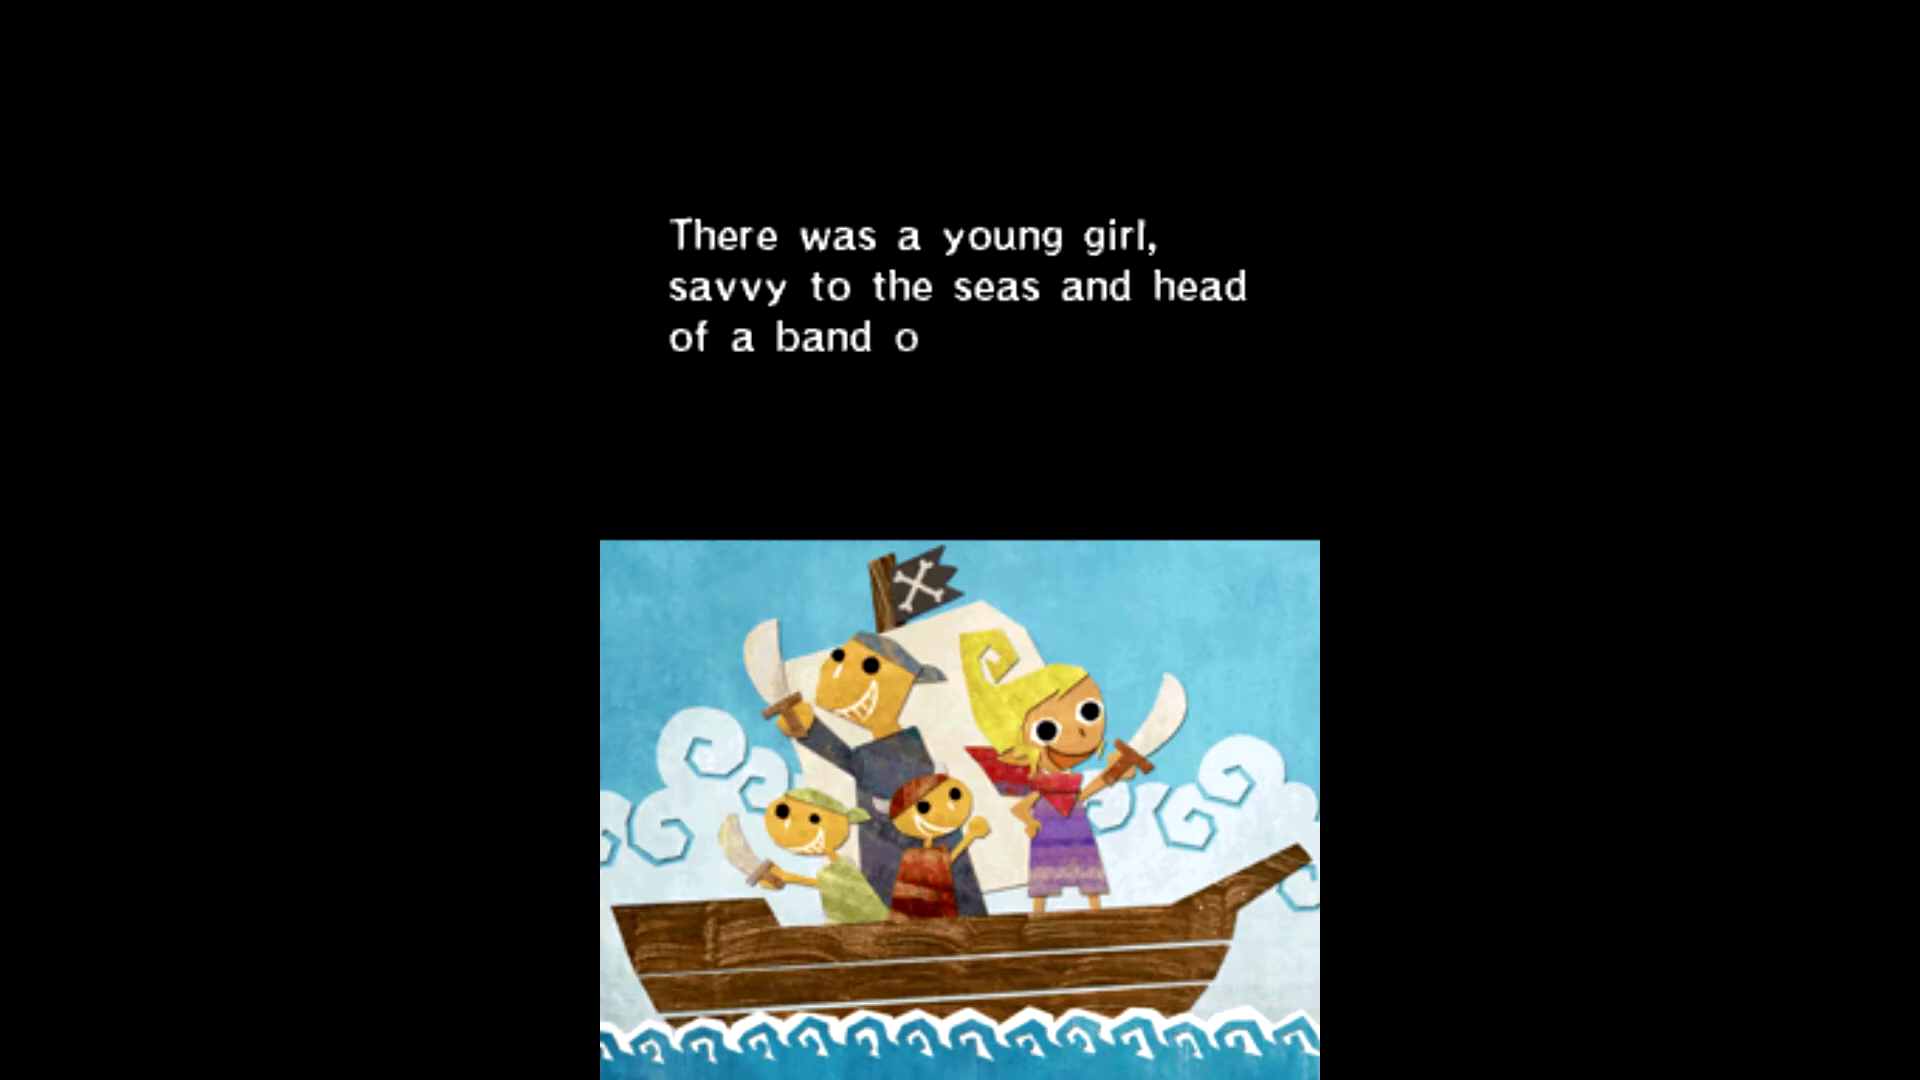 There was a young girl,
savvy to the seas and head
of a band o